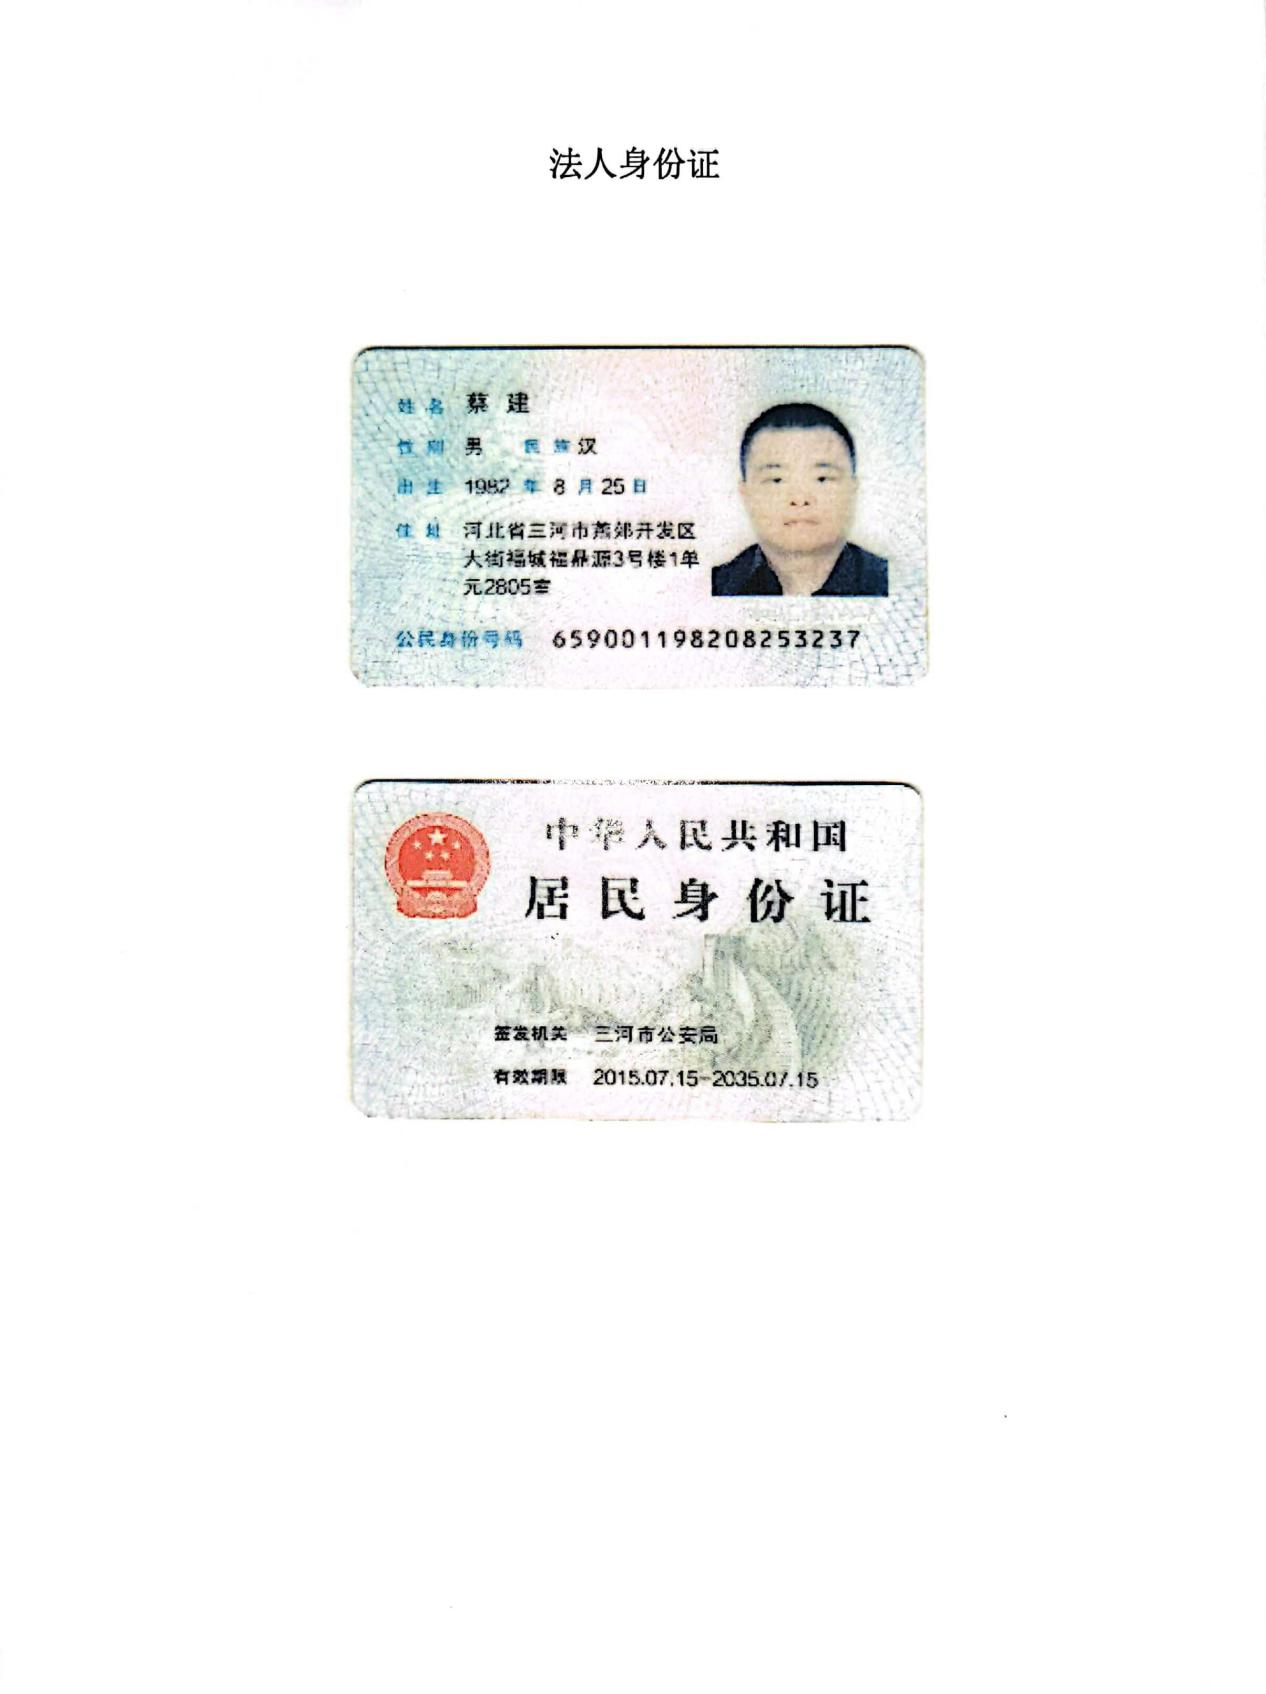 法人身份证
姓名 蔡建
性别 男 民族 汉
出生 1982 年 8 月 25 日
住址 河北省三河市燕郊开发区
大街福城福鼎源3号楼1单
元2805室
公民身份号码 659001198208253237
中华人民共和国
居民身份证
签发机关 三河市公安局
有效期限 2015.07.15-2035.07.15